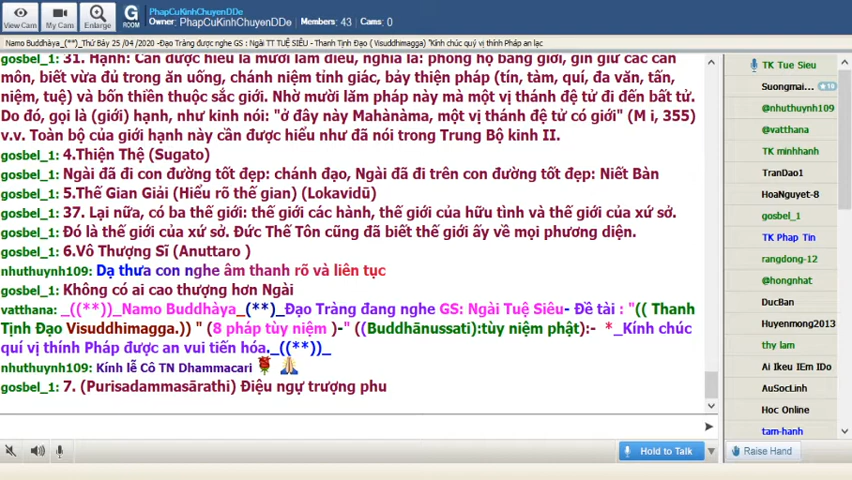 View Cam
My Cam
Enlarge
G
ROOM
PhapCuKinhChuyenDDe
Owner: PhapCuKinhChuyenDDe Members: 43 Cams: 0
Namo Buddhàya_(**)_Thứ Bảy 25 /04 /2020 -Đạo Tràng được nghe GS : Ngài TT TUỆ SIÊU - Thanh Tịnh Đạo ( Visuddhimagga) "Kính chúc quý vị thính Pháp an lạc
gosbel_1: 31. Hạnh: Cần được hiểu là mười lăm điều, nghĩa là: phòng hộ bằng giới, gìn giữ các căn
môn, biết vừa đủ trong ăn uống, chánh niệm tỉnh giác, bảy thiện pháp (tín, tàm, quí, đa văn, tấn,
niệm, tuệ) và bốn thiền thuộc sắc giới. Nhờ mười lăm pháp này mà một vị thánh đệ tử đi đến bất tử.
Do đó, gọi là (giới) hạnh, như kinh nói: "ở đây này Mahànàma, một vị thánh đệ tử có giới" (M i, 355)
v.v. Toàn bộ của giới hạnh này cần được hiểu như đã nói trong Trung Bộ kinh II.
gosbel_1: 4.Thiện Thệ (Sugato)
gosbel_1: Ngài đã đi con đường tốt đẹp: chánh đạo, Ngài đã đi trên con đường tốt đẹp: Niết Bàn
gosbel_1: 5.Thế Gian Giải (Hiểu rõ thế gian) (Lokavidū)
gosbel_1: 37. Lại nữa, có ba thế giới: thế giới các hành, thế giới của hữu tình và thế giới của xứ sở.
gosbel_1: Đó là thế giới của xứ sở. Đức Thế Tôn cũng đã biết thế giới ấy về mọi phương diện.
gosbel_1: 6.Vô Thượng Sĩ (Anuttaro )
nhuthuynh109: Dạ thưa con nghe âm thanh rõ và liên tục
gosbel_1: Không có ai cao thượng hơn Ngài
vatthana: _((**))_Namo Buddhàya_(**)_Đạo Tràng đang nghe GS: Ngài Tuệ Siêu- Đề tài : "(( Thanh
Tịnh Đạo Visuddhimagga.)) " (8 pháp tùy niệm )-" ((Buddhānussati):tùy niệm phật):- *_Kính chúc
quí vị thính Pháp được an vui tiến hóa._((**))_
nhuthuynh109: Kính lễ Cô TN Dhammacari
gosbel_1: 7. (Purisadammasārathi) Điệu ngự trượng phu
Hold to Talk
TK Tue Sieu
Suongmai...
@nhuthuynh109
@vatthana
TK minhhanh
TranDao1
HoaNguyet-8
gosbel_1
TK Phap Tin
rangdong-12
@hongnhat
DucBan
Huyenmong2013
thy lam
Ai Ikeu IEm IDo
AuSocLinh
Hoc Online
tam-hanh
Raise Hand